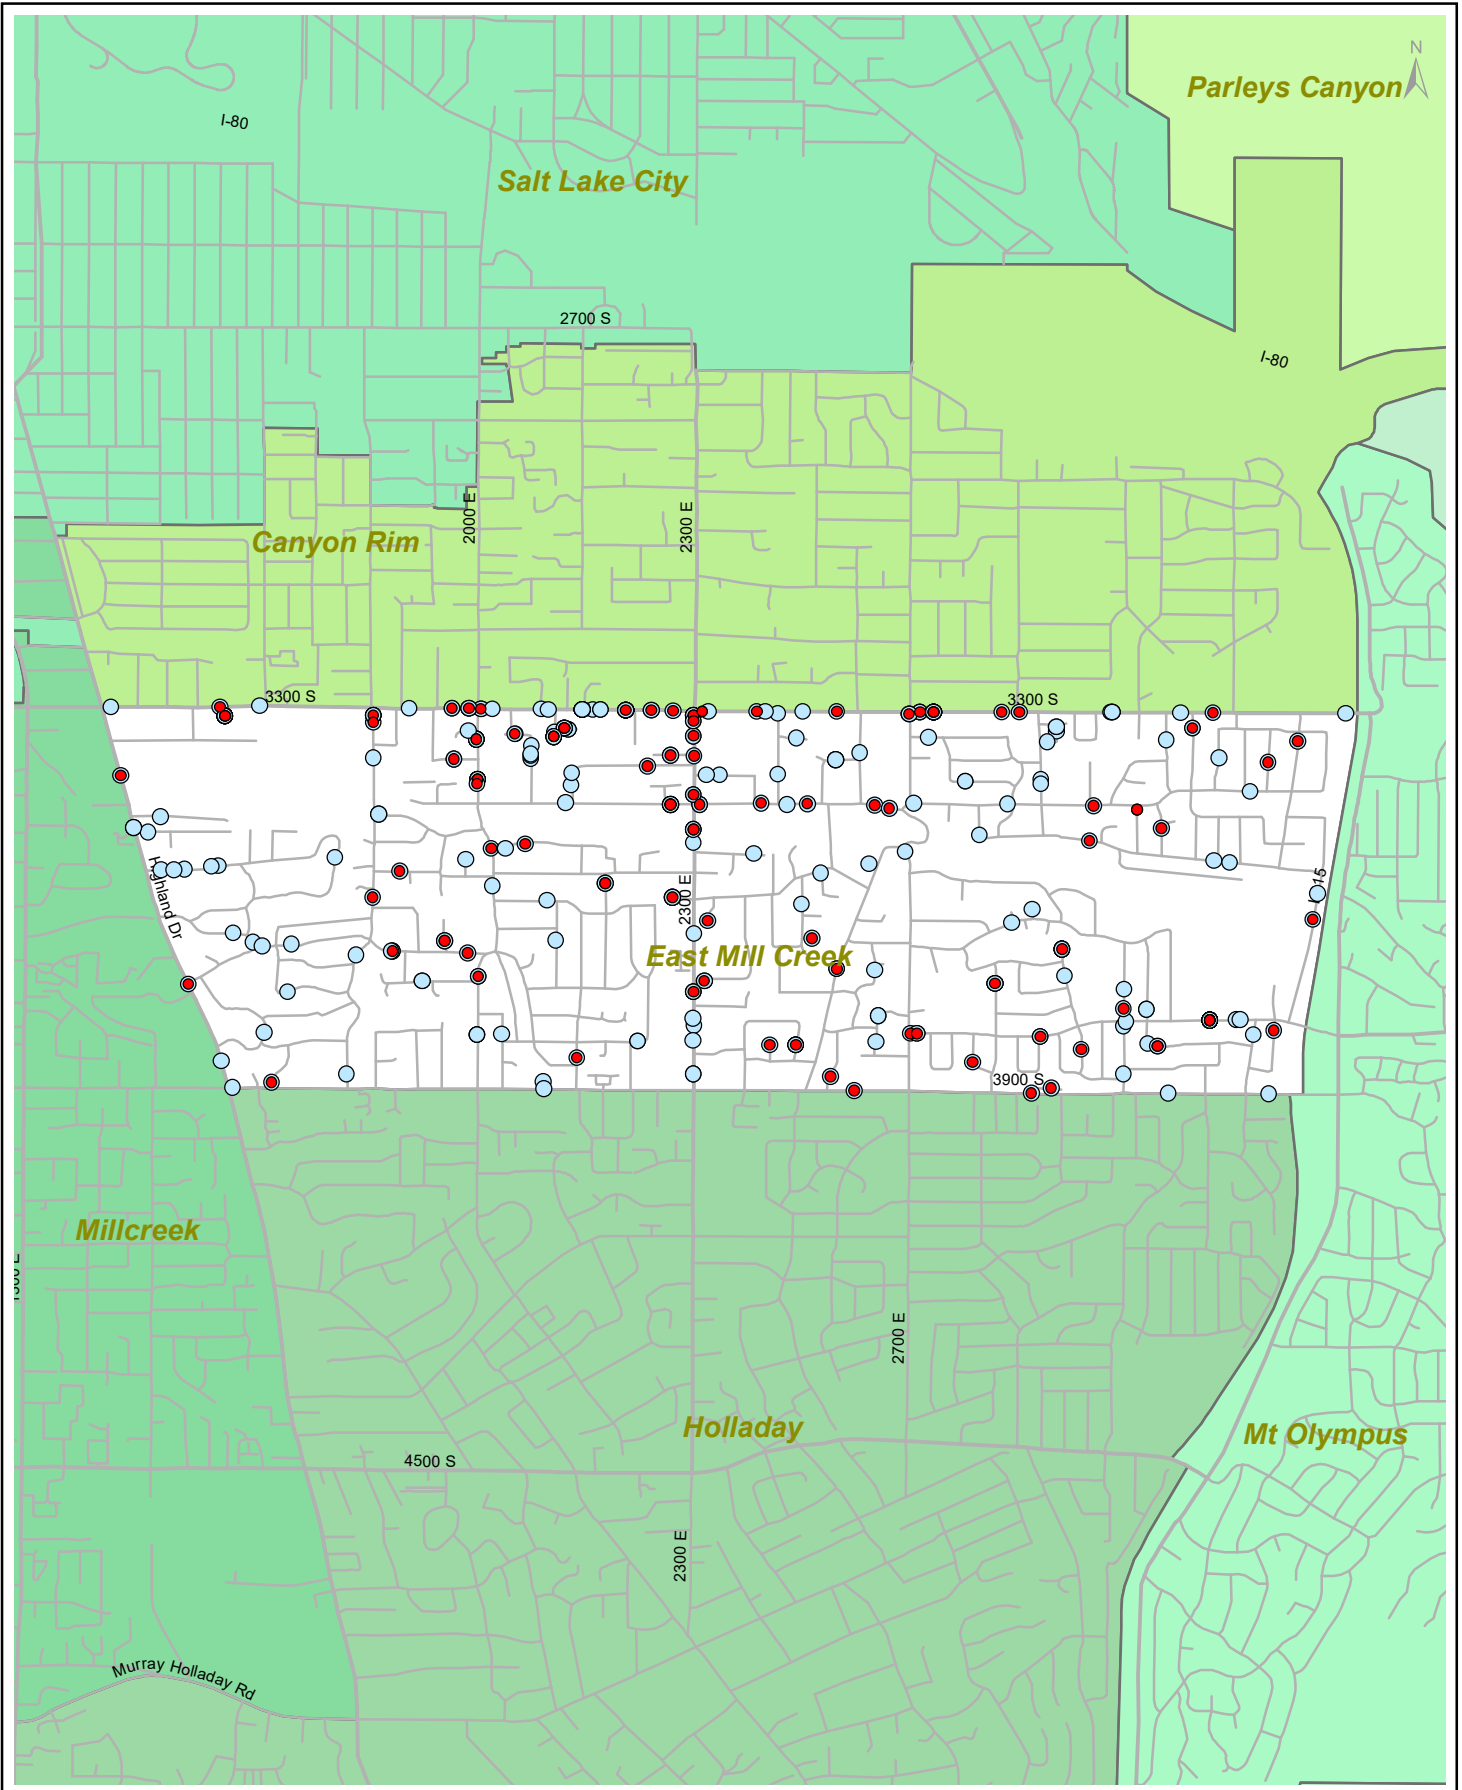 N
Parleys Canyon
I-80
Salt Lake City
2700 S
I-80
2000 E
2300 E
Canyon Rim
3300 S
3300 S
Highland Dr
2300 E
I-15
East Mill Creek
3900 S
Millcreek
2700 E
Holladay
Mt Olympus
4500 S
2300 E
Murray Holladay Rd